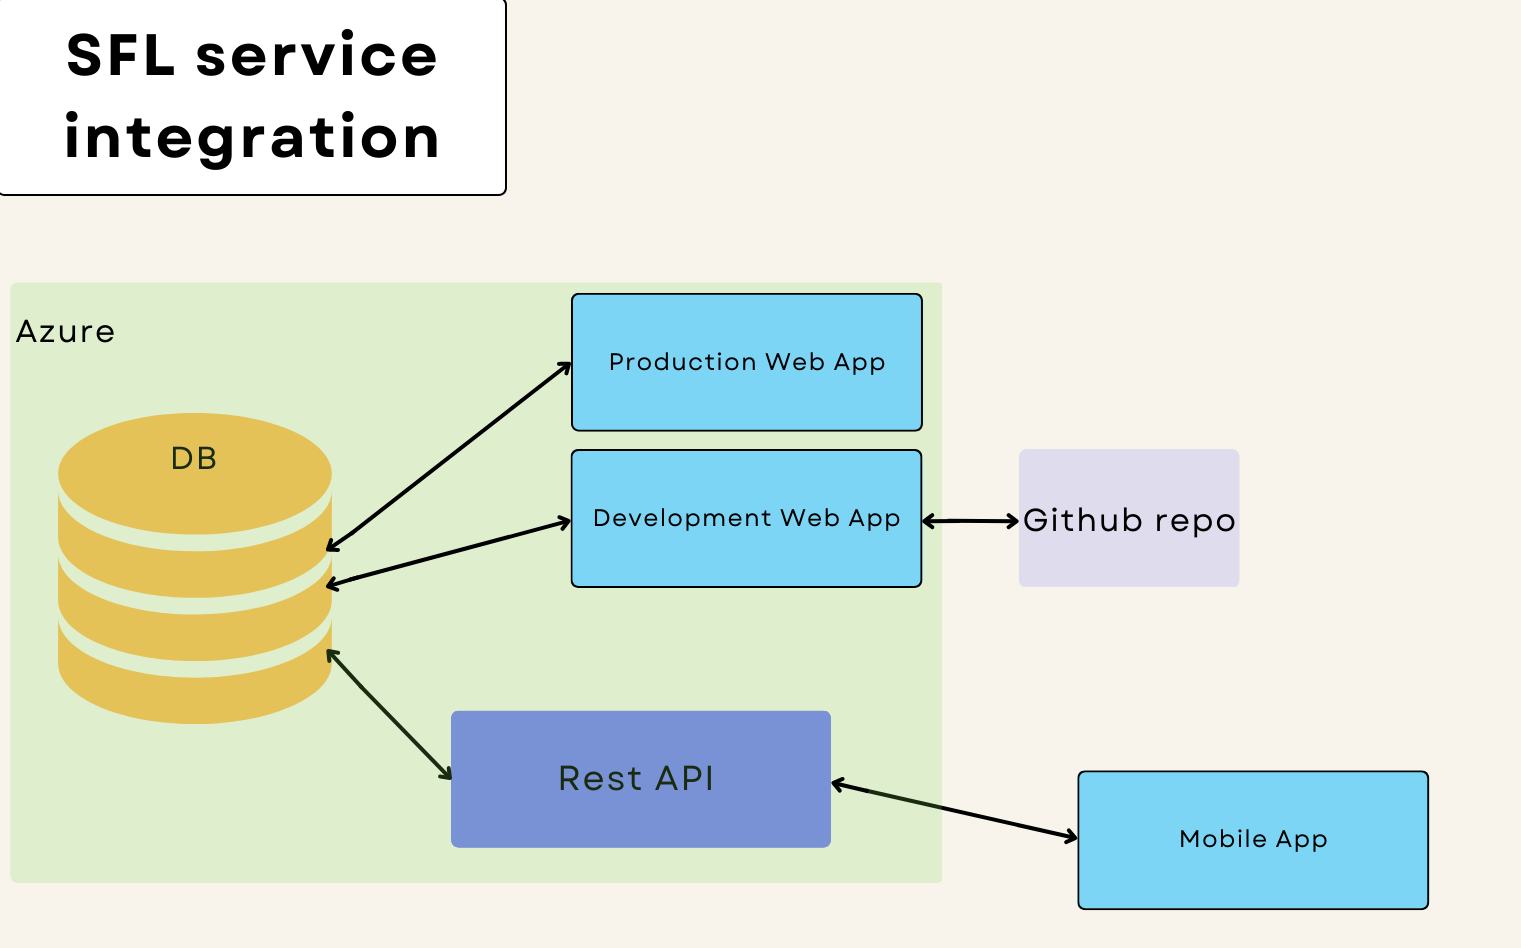 SFL service
integration
Azure
Production Web App
DB
Development Web App
Github repo
Rest API
Mobile App